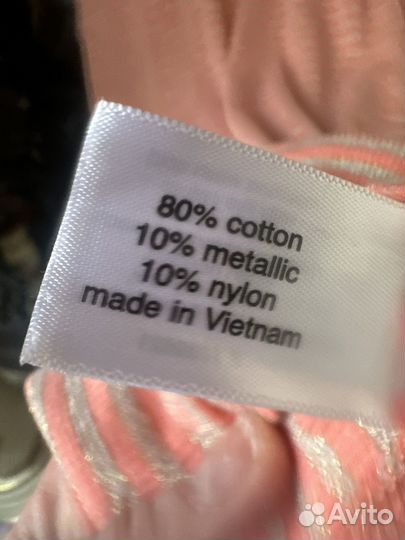 80% cotton
10% metallic
10% nylon
made in Vietnam
Avito